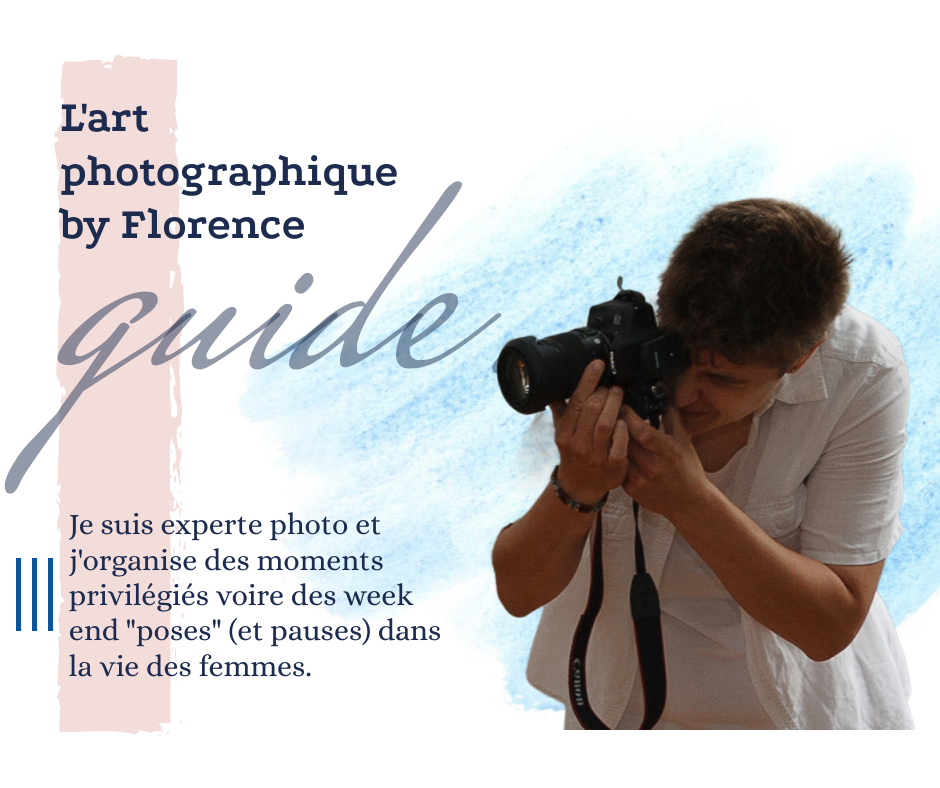 L'art
photographique
by Florence
guide
Je suis experte photo et
j'organise des moments
privilégiés voire des week
end "poses" (et pauses) dans
la vie des femmes.
CANON